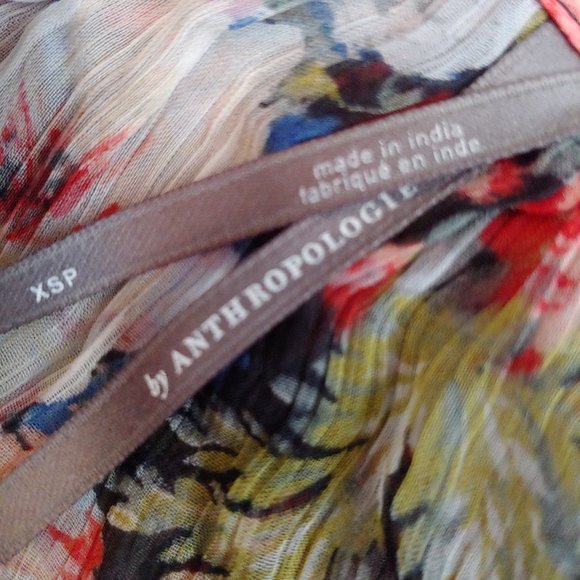 made in india
fabriqué en inde
XSP
by ANTHROPOLOGIE